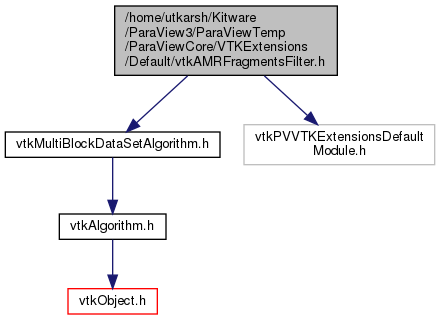 /home/utkarsh/Kitware
/ParaView3/ParaViewTemp
/ParaViewCore/VTKExtensions
/Default/vtkAMRFragmentsFilter.h
vtkMultiBlockDataSetAlgorithm.h
vtkPVVTKExtensionsDefault
Module.h
vtkAlgorithm.h
vtkObject.h